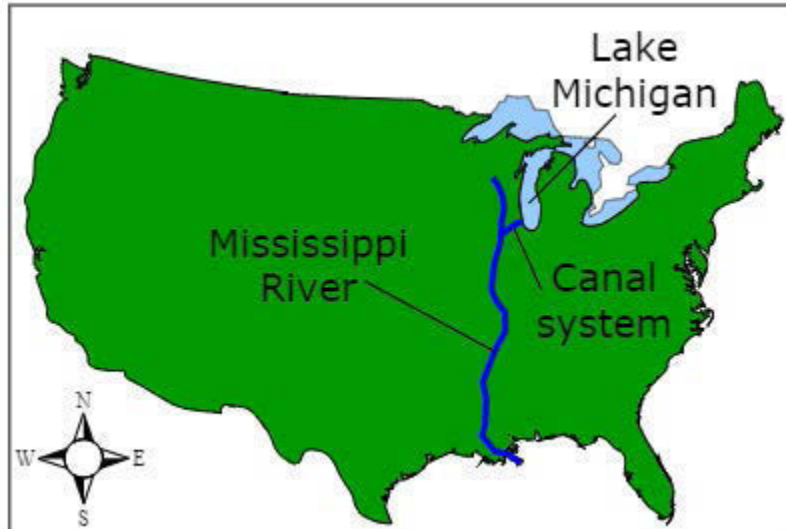 Lake
Michigan
Mississippi
River
Canal
system
N
W
E
S